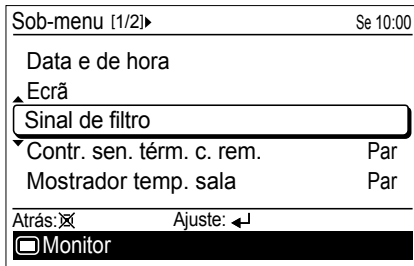 Sob-menu [1/2]▸ Se 10:00
Data e de hora
Ecrã
Sinal de filtro
Contr. sen. térm. c. rem. Par
Mostrador temp. sala Par
Atrás: Ajuste:
Monitor